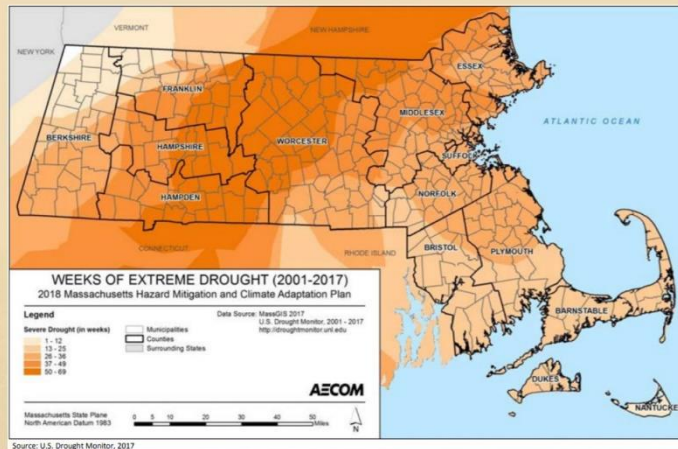 VERMONT
NEW HAMPSHIRE
NEW YORK
ESSEX
FRANKLIN
MIDDLESEX
ATLANTIC OCEAN
BERKSHIRE
HAMPSHIRE
WORCESTER
SUFFOLK
HAMPDEN
NORFOLK
CONNECTICUT
RHODE ISLAND
BRISTOL
PLYMOUTH
BARNSTABLE
DUKES
NANTUCKET
WEEKS OF EXTREME DROUGHT (2001-2017)
2018 Massachusetts Hazard Mitigation and Climate Adaptation Plan
Legend
Severe Drought (in weeks)
1 - 12
13 - 25
26 - 36
37 - 49
50 - 69
Municipalities
Counties
Surrounding States
Data Source: MassGIS 2017
U.S. Drought Monitor, 2001 - 2017
http://droughtmonitor.unl.edu
AECOM
Massachusetts State Plane
North American Datum 1983
0 5 10 20 30 40 50
Miles
N
Source: U.S. Drought Monitor, 2017